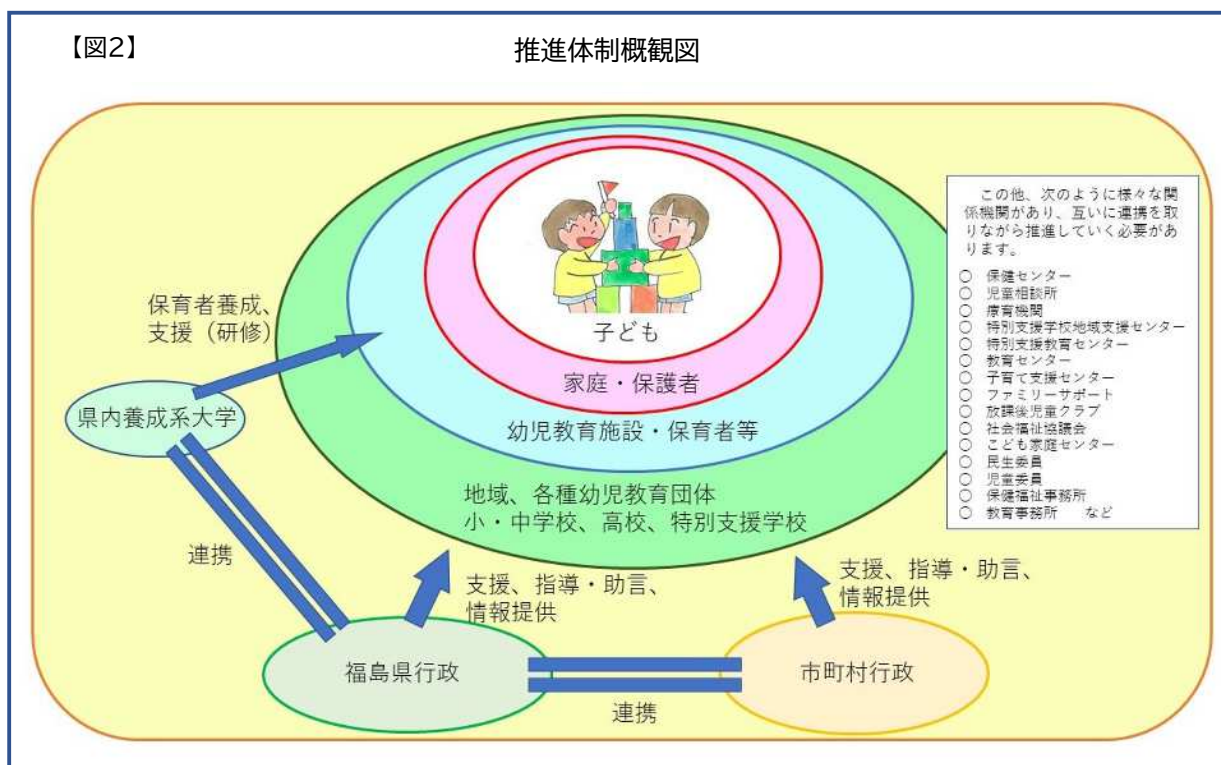 【図2】
推進体制概観図
この他、次のように様々な関
係機関があり、互いに連携を取
りながら推進していく必要があ
ります。
○ 保健センター
○ 児童相談所
○ 療育機関
○ 特別支援学校地域支援センター
○ 特別支援教育センター
○ 教育センター
○ 子育て支援センター
○ ファミリーサポート
○ 放課後児童クラブ
○ 社会福祉協議会
○ こども家庭センター
○ 民生委員
○ 児童委員
○ 保健福祉事務所
○ 教育事務所 など
保育者養成、
支援（研修）
子ども
家庭・保護者
県内養成系大学
幼児教育施設・保育者等
地域、各種幼児教育団体
小・中学校、高校、特別支援学校
連携
支援、指導・助言、
情報提供
支援、指導・助言、
情報提供
福島県行政
市町村行政
連携